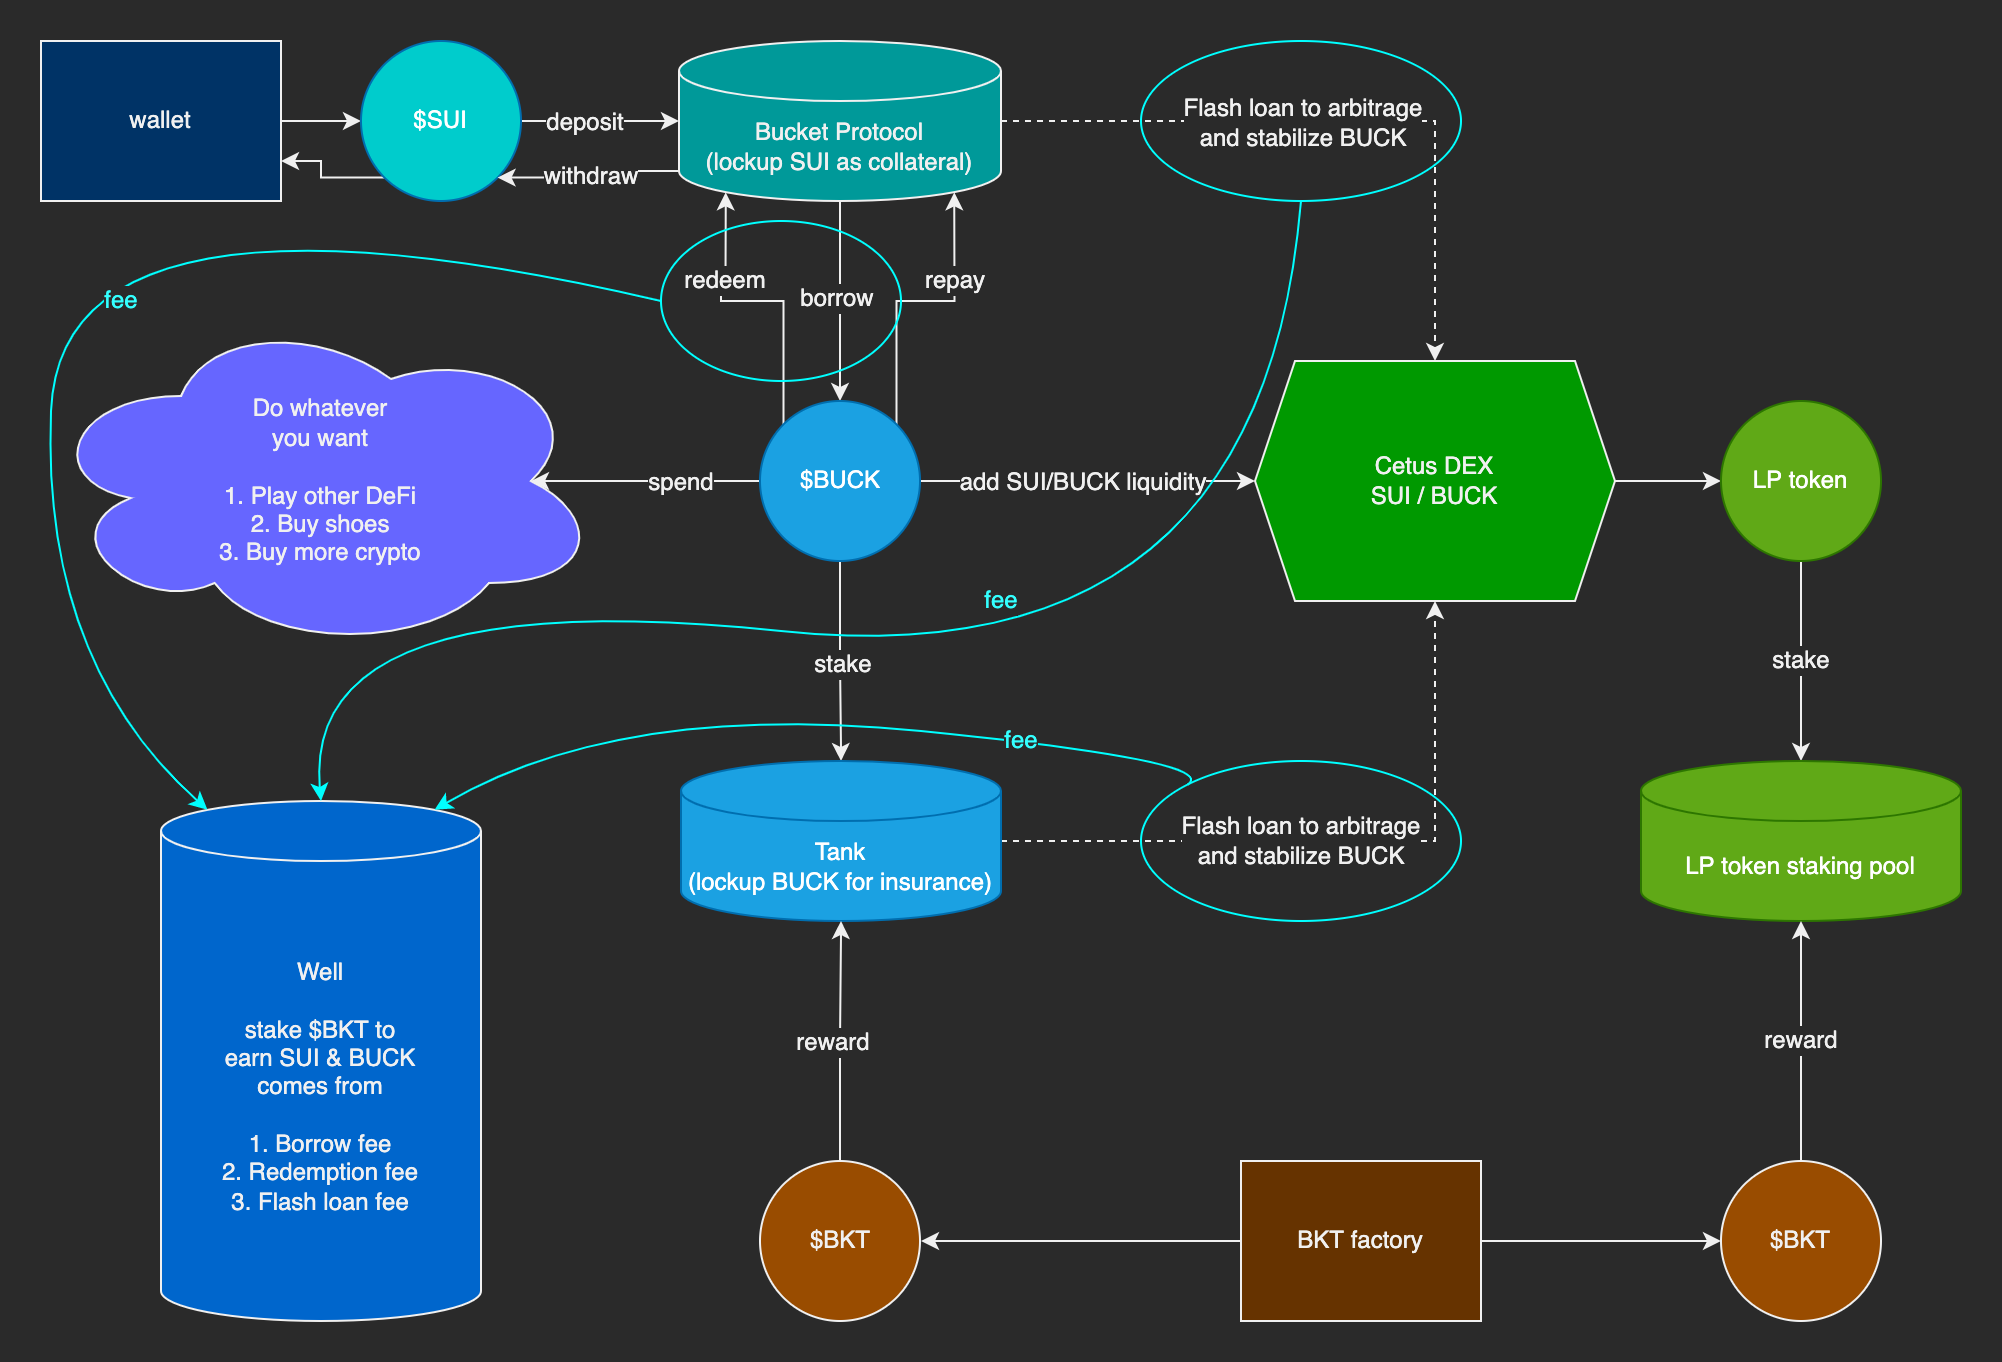 wallet
$SUI
deposit
withdraw
Bucket Protocol
(lockup SUI as collateral)
Flash loan to arbitrage
and stabilize BUCK
redeem
borrow
repay
fee
Do whatever
you want
1. Play other DeFi
2. Buy shoes
3. Buy more crypto
spend
$BUCK
add SUI/BUCK liquidity
Cetus DEX
SUI / BUCK
LP token
fee
stake
stake
fee
Tank
(lockup BUCK for insurance)
Flash loan to arbitrage
and stabilize BUCK
LP token staking pool
Well
stake $BKT to
earn SUI & BUCK
comes from
1. Borrow fee
2. Redemption fee
3. Flash loan fee
reward
reward
$BKT
BKT factory
$BKT